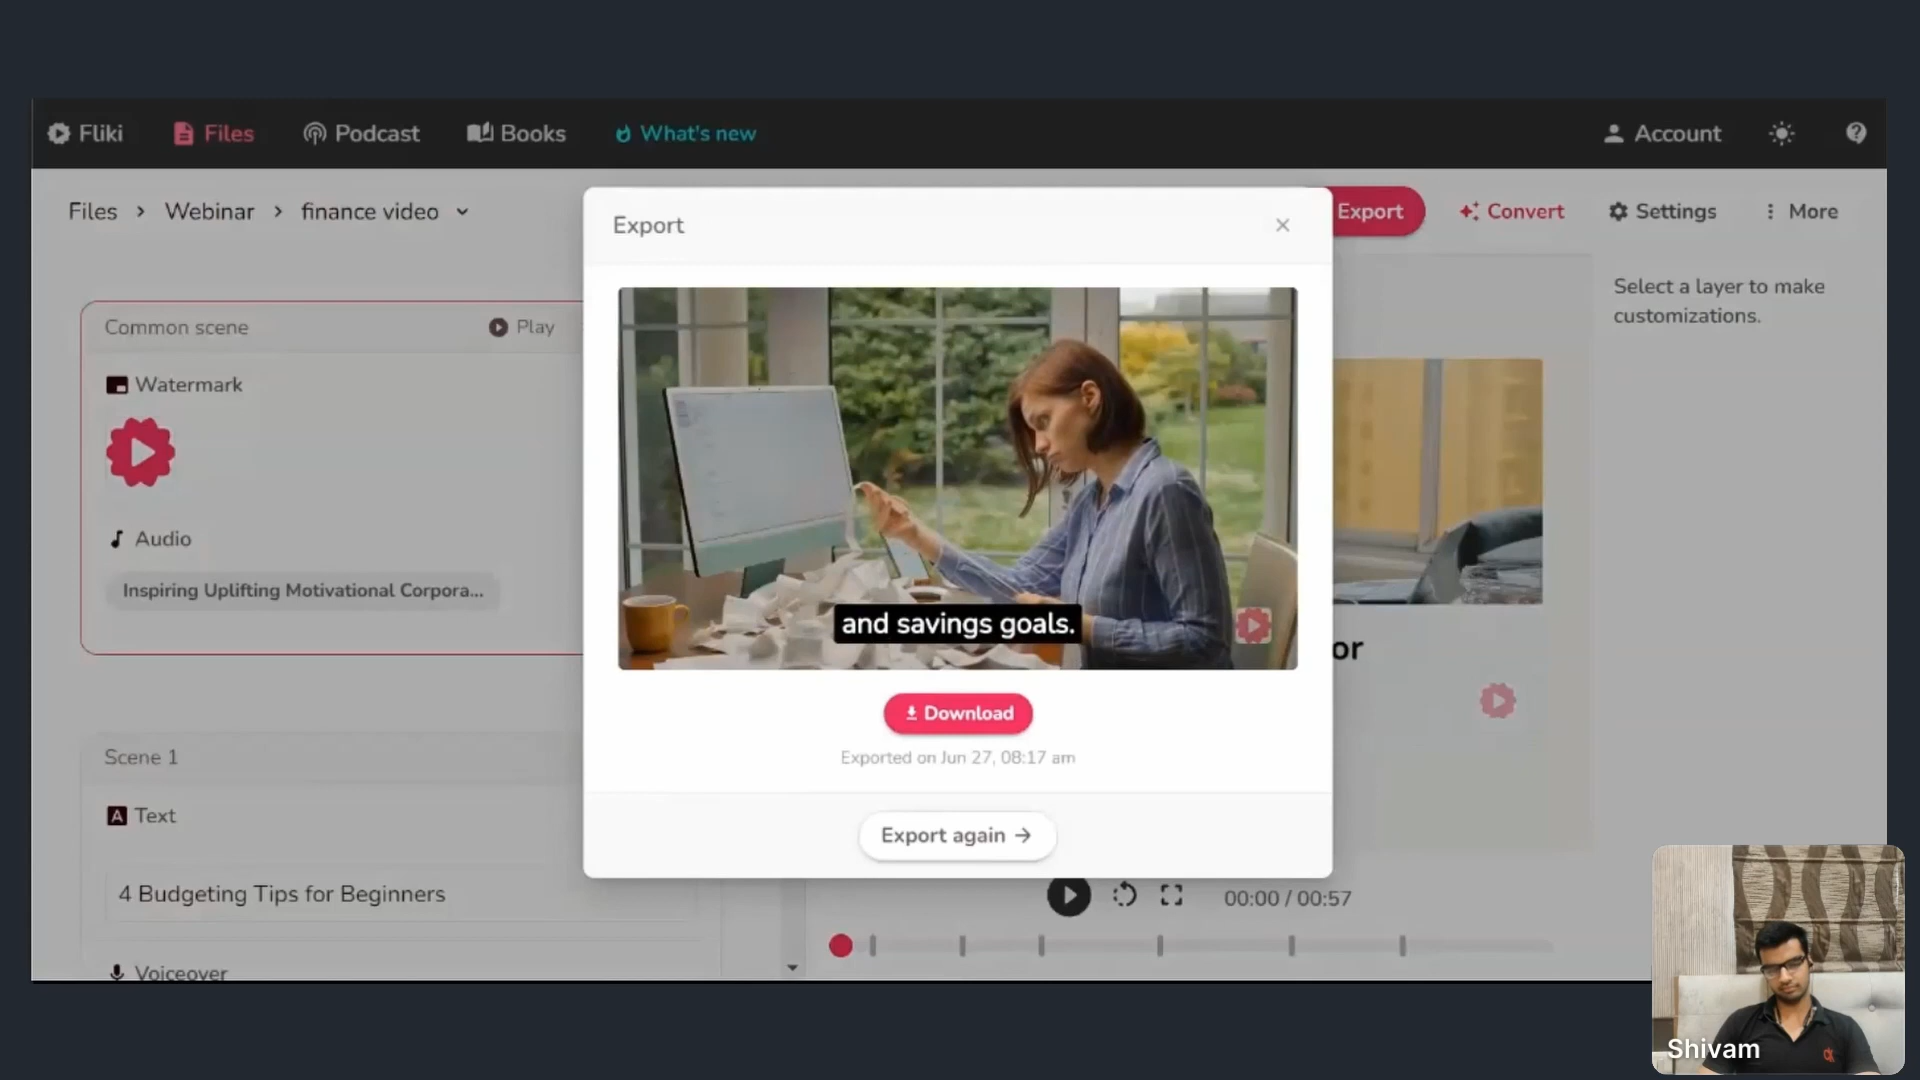 Fliki
Files
Podcast
Books
What's new
Account
Files > Webinar > finance video
Export
Export
Convert
Settings
More
Select a layer to make
customizations.
Common scene
Play
Watermark
Audio
Inspiring Uplifting Motivational Corpora...
and savings goals.
or
Download
Exported on Jun 27, 08:17 am
Export again →
Scene 1
Text
4 Budgeting Tips for Beginners
Voiceover
00:00 / 00:57
Shivam